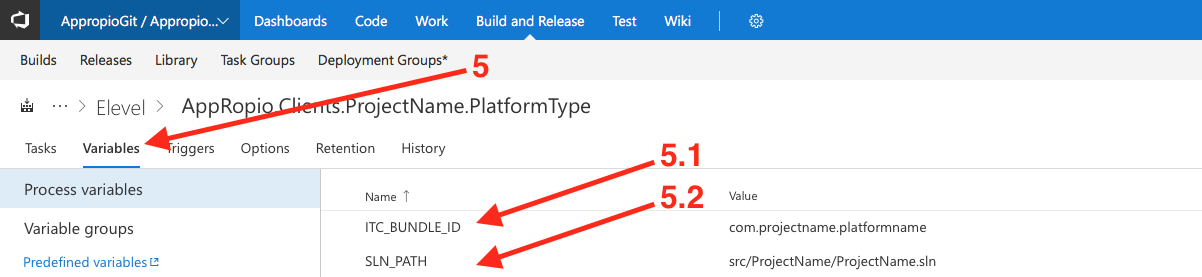 AppropioGit / Appropio... Dashboards Code Work Build and Release Test Wiki
Builds Releases Library Task Groups Deployment Groups*
5
··· > Elevel > AppRopio.Clients.ProjectName.PlatformType
Tasks Variables Triggers Options Retention History
5.1
Process variables
5.2
Name ↑ Value
Variable groups
ITC_BUNDLE_ID com.projectname.platformname
Predefined variables
SLN_PATH src/ProjectName/ProjectName.sln